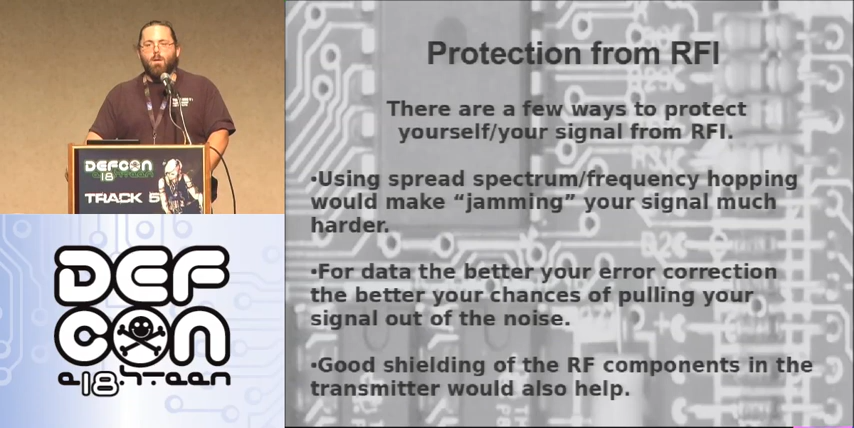 DEFCON
18
TRACK 5
DEF
CON
e18hteen
Protection from RFI
There are a few ways to protect
yourself/your signal from RFI.
•Using spread spectrum/frequency hopping
would make “jamming” your signal much
harder.
•For data the better your error correction
the better your chances of pulling your
signal out of the noise.
•Good shielding of the RF components in the
transmitter would also help.